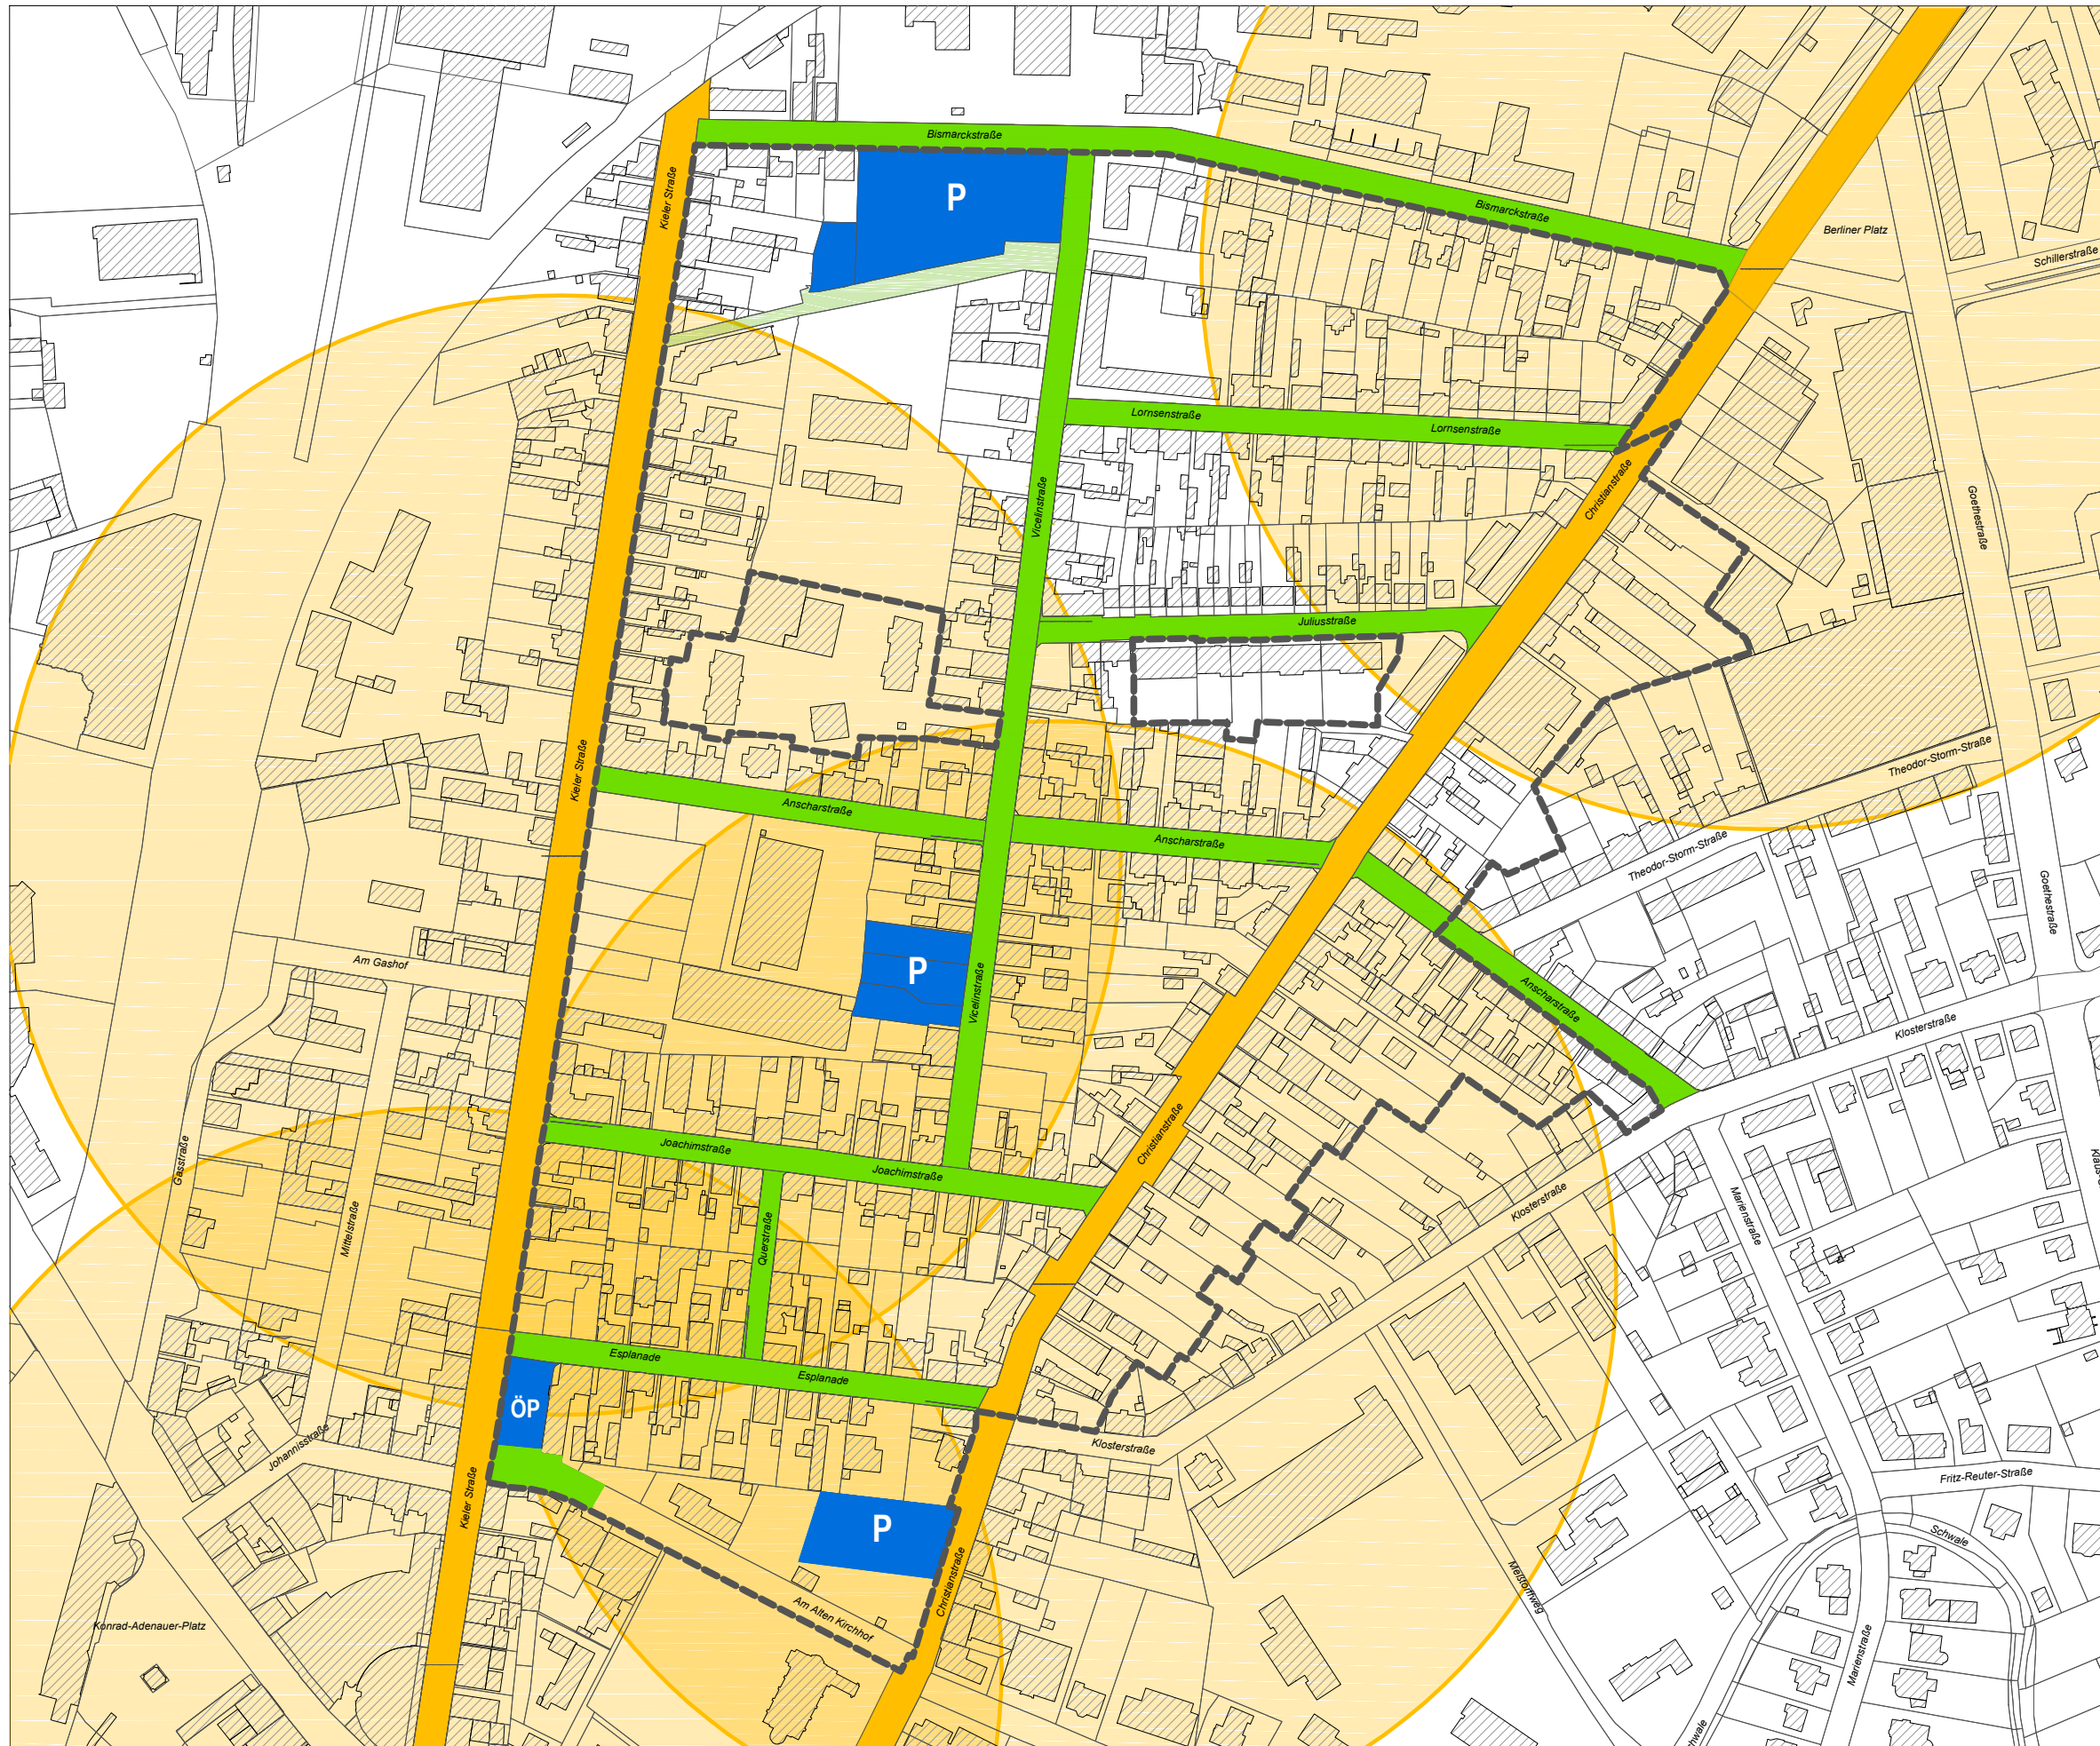 Bismarckstraße
P
Kieler Straße
Bismarckstraße
Berliner Platz
Schillerstraße
Lornsenstraße
Lornsenstraße
Christianstraße
Vicelinstraße
Goethestraße
Juliusstraße
Kieler Straße
Theodor-Storm-Straße
Anscharstraße
Anscharstraße
Theodor-Storm-Straße
Goethestraße
Am Gashof
P
Vicelinstraße
Anscharstraße
Klosterstraße
Christianstraße
Joachimstraße
Joachimstraße
Gasstraße
Mittelstraße
Querstraße
Klosterstraße
Marienstraße
Esplanade
Esplanade
ÖP
Johannisstraße
Klosterstraße
Fritz-Reuter-Straße
Kieler Straße
P
Schwale
Christianstraße
Am Alten Kirchhof
Konrad-Adenauer-Platz
Marienstraße